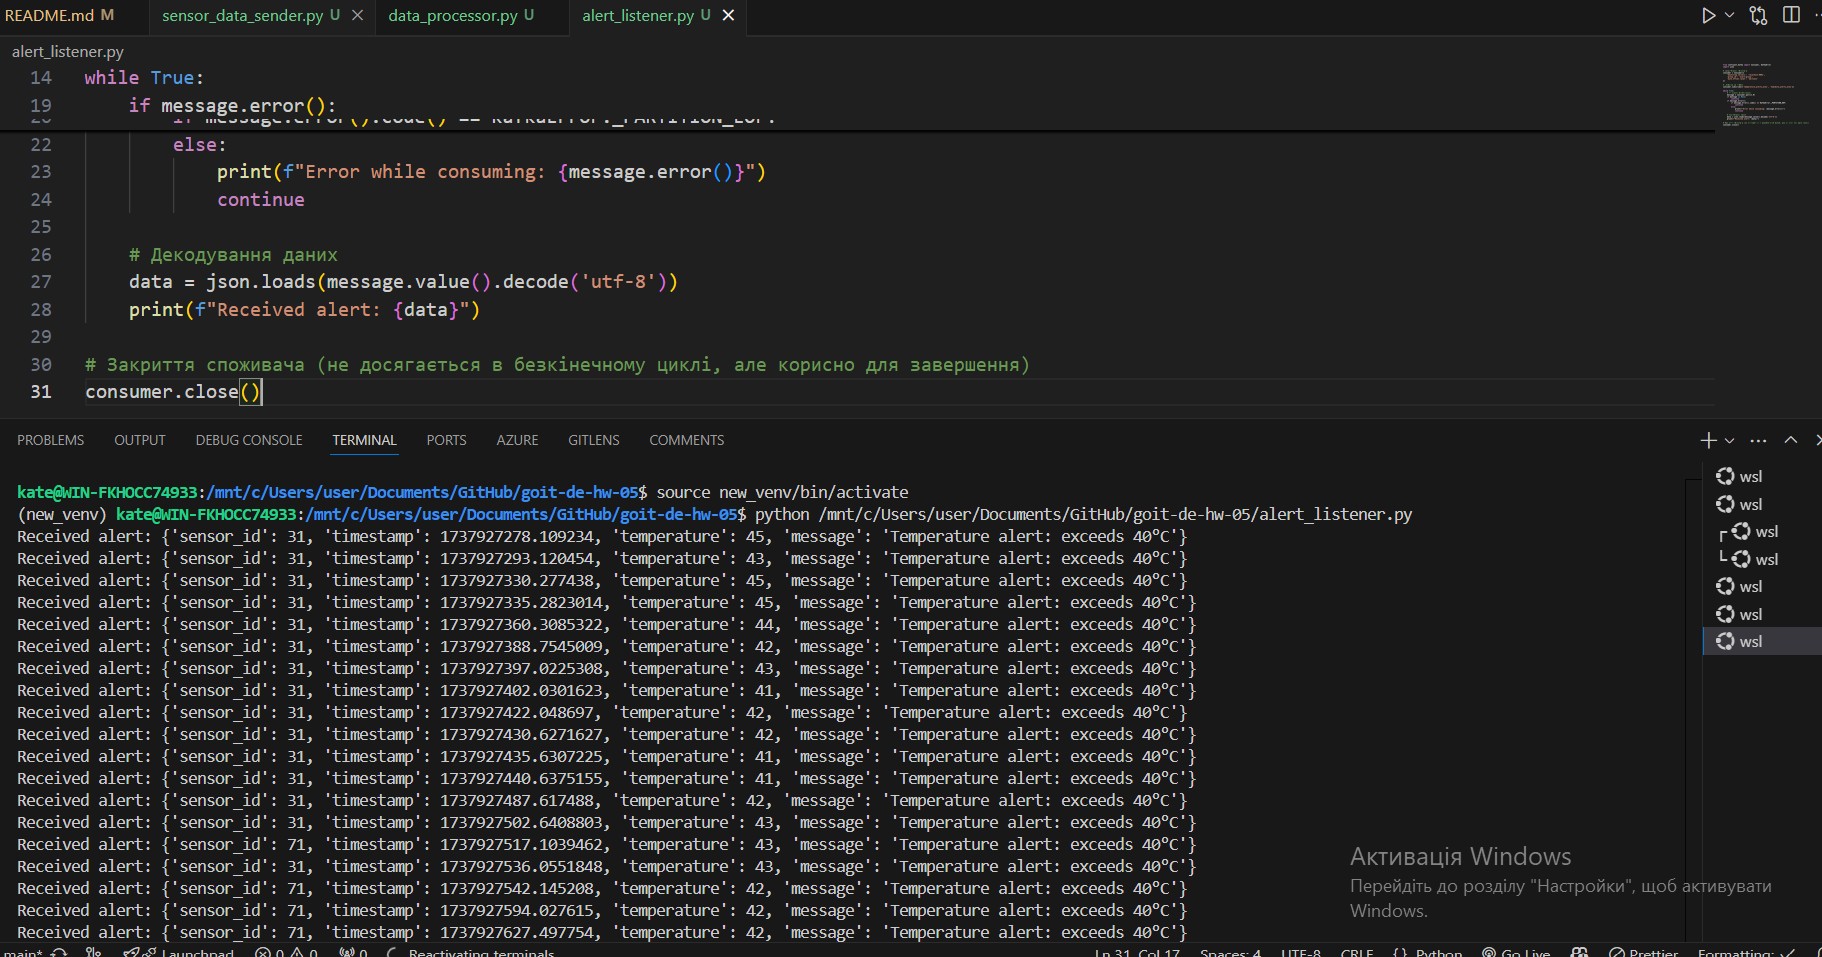 README.md M sensor_data_sender.py U data_processor.py U alert_listener.py U
alert_listener.py
14 while True:
19 if message.error():
20 if message.error().code() == KafkaError._PARTITION_EOF:
22 else:
23 print(f"Error while consuming: {message.error()}")
24 continue
25
26 # Декодування даних
27 data = json.loads(message.value().decode('utf-8'))
28 print(f"Received alert: {data}")
29
30 # Закриття споживача (не досягається в безкінечному циклі, але корисно для завершення)
31 consumer.close()
PROBLEMS OUTPUT DEBUG CONSOLE TERMINAL PORTS AZURE GITLENS COMMENTS
kate@WIN-FKHOCC74933:/mnt/c/Users/user/Documents/GitHub/goit-de-hw-05$ source new_venv/bin/activate
(new_venv) kate@WIN-FKHOCC74933:/mnt/c/Users/user/Documents/GitHub/goit-de-hw-05$ python /mnt/c/Users/user/Documents/GitHub/goit-de-hw-05/alert_listener.py
Received alert: {'sensor_id': 31, 'timestamp': 1737927278.109234, 'temperature': 45, 'message': 'Temperature alert: exceeds 40°C'}
Received alert: {'sensor_id': 31, 'timestamp': 1737927293.120454, 'temperature': 43, 'message': 'Temperature alert: exceeds 40°C'}
Received alert: {'sensor_id': 31, 'timestamp': 1737927330.277438, 'temperature': 45, 'message': 'Temperature alert: exceeds 40°C'}
Received alert: {'sensor_id': 31, 'timestamp': 1737927335.2823014, 'temperature': 45, 'message': 'Temperature alert: exceeds 40°C'}
Received alert: {'sensor_id': 31, 'timestamp': 1737927360.3085322, 'temperature': 44, 'message': 'Temperature alert: exceeds 40°C'}
Received alert: {'sensor_id': 31, 'timestamp': 1737927388.7545009, 'temperature': 42, 'message': 'Temperature alert: exceeds 40°C'}
Received alert: {'sensor_id': 31, 'timestamp': 1737927397.0225308, 'temperature': 43, 'message': 'Temperature alert: exceeds 40°C'}
Received alert: {'sensor_id': 31, 'timestamp': 1737927402.0301623, 'temperature': 41, 'message': 'Temperature alert: exceeds 40°C'}
Received alert: {'sensor_id': 31, 'timestamp': 1737927422.048697, 'temperature': 42, 'message': 'Temperature alert: exceeds 40°C'}
Received alert: {'sensor_id': 31, 'timestamp': 1737927430.6271627, 'temperature': 42, 'message': 'Temperature alert: exceeds 40°C'}
Received alert: {'sensor_id': 31, 'timestamp': 1737927435.6307225, 'temperature': 41, 'message': 'Temperature alert: exceeds 40°C'}
Received alert: {'sensor_id': 31, 'timestamp': 1737927440.6375155, 'temperature': 41, 'message': 'Temperature alert: exceeds 40°C'}
Received alert: {'sensor_id': 31, 'timestamp': 1737927487.617488, 'temperature': 42, 'message': 'Temperature alert: exceeds 40°C'}
Received alert: {'sensor_id': 31, 'timestamp': 1737927502.6408803, 'temperature': 43, 'message': 'Temperature alert: exceeds 40°C'}
Received alert: {'sensor_id': 71, 'timestamp': 1737927517.1039462, 'temperature': 43, 'message': 'Temperature alert: exceeds 40°C'}
Received alert: {'sensor_id': 31, 'timestamp': 1737927536.0551848, 'temperature': 43, 'message': 'Temperature alert: exceeds 40°C'}
Received alert: {'sensor_id': 71, 'timestamp': 1737927542.145208, 'temperature': 42, 'message': 'Temperature alert: exceeds 40°C'}
Received alert: {'sensor_id': 71, 'timestamp': 1737927594.027615, 'temperature': 42, 'message': 'Temperature alert: exceeds 40°C'}
Received alert: {'sensor_id': 71, 'timestamp': 1737927627.497754, 'temperature': 42, 'message': 'Temperature alert: exceeds 40°C'}
wsl
wsl
wsl
wsl
wsl
wsl
wsl
Активація Windows
Перейдіть до розділу "Настройки", щоб активувати
Windows.
main* Launchpad 0 0 0 Reactivating terminals Ln 31, Col 17 Spaces: 4 UTF-8 CRLF {} Python Go Live Prettier Formatting: